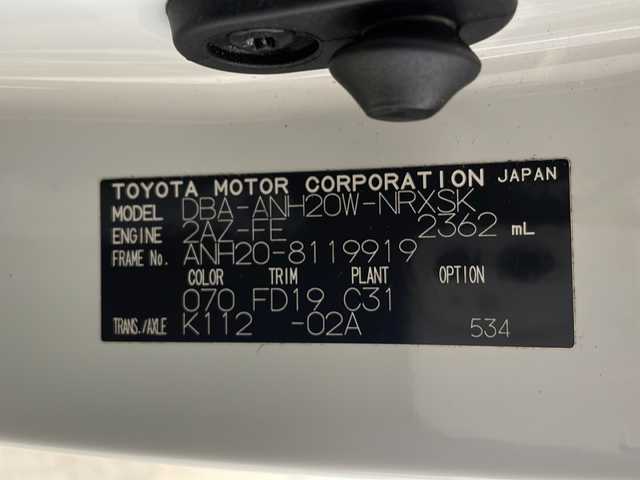 TOYOTA MOTOR CORPORATION JAPAN
MODEL DBA-ANH20W-NRXSK
ENGINE 2AZ-FE 2362 mL
FRAME No. ANH20-8119919
COLOR TRIM PLANT OPTION
070 FD19 C31
TRANS./AXLE K112 -02A 534